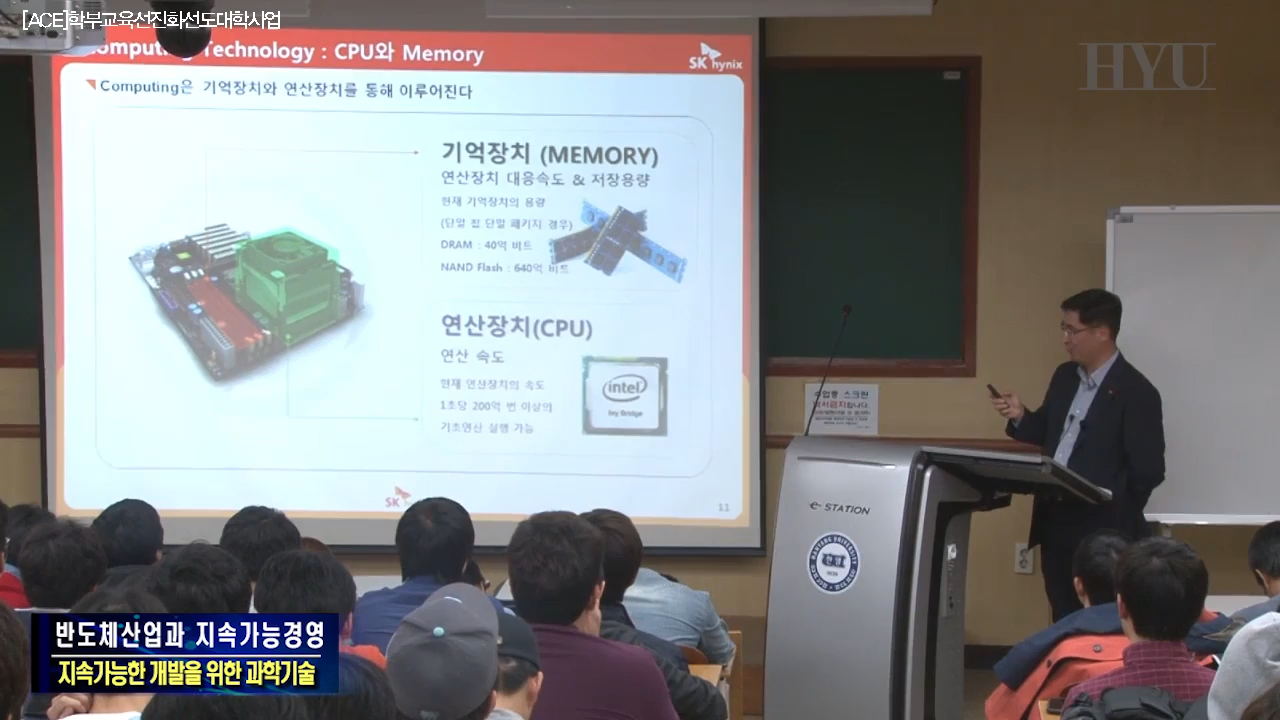 [ACE]학부교육선진화선도대학사업
HYU
Computing Technology : CPU와 Memory
SK hynix
Computing은 기억장치와 연산장치를 통해 이루어진다
기억장치 (MEMORY)
연산장치 대응속도 & 저장용량
현재 기억장치의 용량
(단일 칩 단일 패키지 경우)
DRAM : 40억 비트
NAND Flash : 640억 비트
연산장치(CPU)
연산 속도
현재 연산장치의 속도
1초당 200억 번 이상의
기초연산 실행 가능
intel
Ivy Bridge
SK
11
e-STATION
HANYANG UNIVERSITY
반도체산업과 지속가능경영
지속가능한 개발을 위한 과학기술